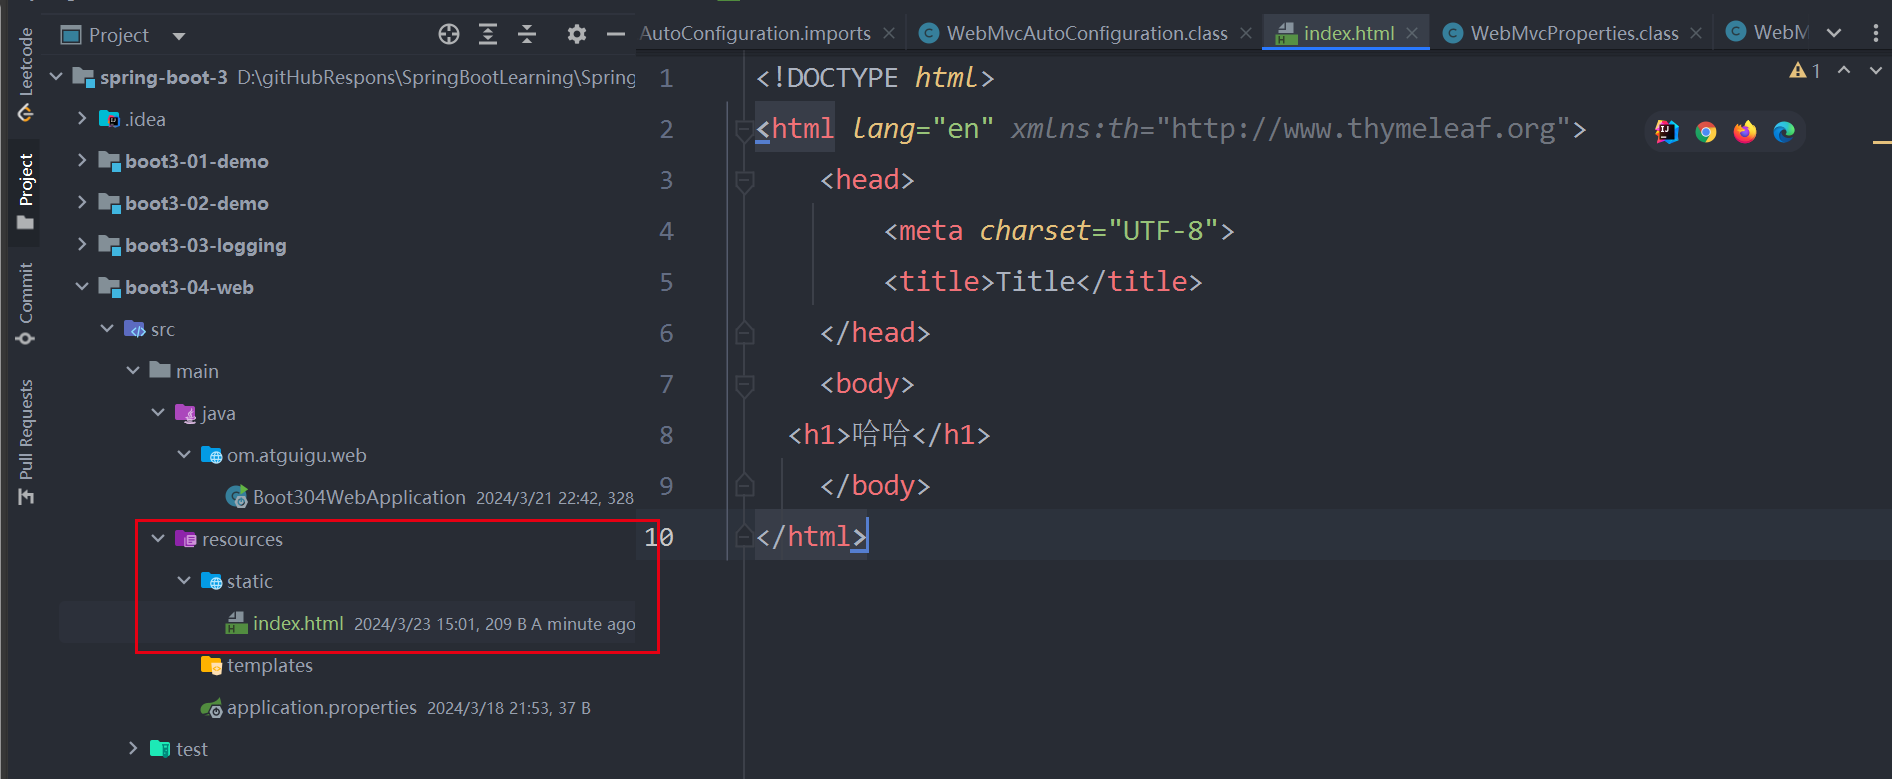 Leetcode
Project
Commit
Pull Requests
Project
spring-boot-3 D:\gitHubRespons\SpringBootLearning\Spring
.idea
boot3-01-demo
boot3-02-demo
boot3-03-logging
boot3-04-web
src
main
java
om.atguigu.web
Boot304WebApplication 2024/3/21 22:42, 328
resources
static
index.html 2024/3/23 15:01, 209 B A minute ago
templates
application.properties 2024/3/18 21:53, 37 B
test
AutoConfiguration.imports WebMvcAutoConfiguration.class index.html WebMvcProperties.class WebM
1
1 <!DOCTYPE html>
2 <html lang="en" xmlns:th="http://www.thymeleaf.org">
3 <head>
4 <meta charset="UTF-8">
5 <title>Title</title>
6 </head>
7 <body>
8 <h1>哈哈</h1>
9 </body>
10 </html>